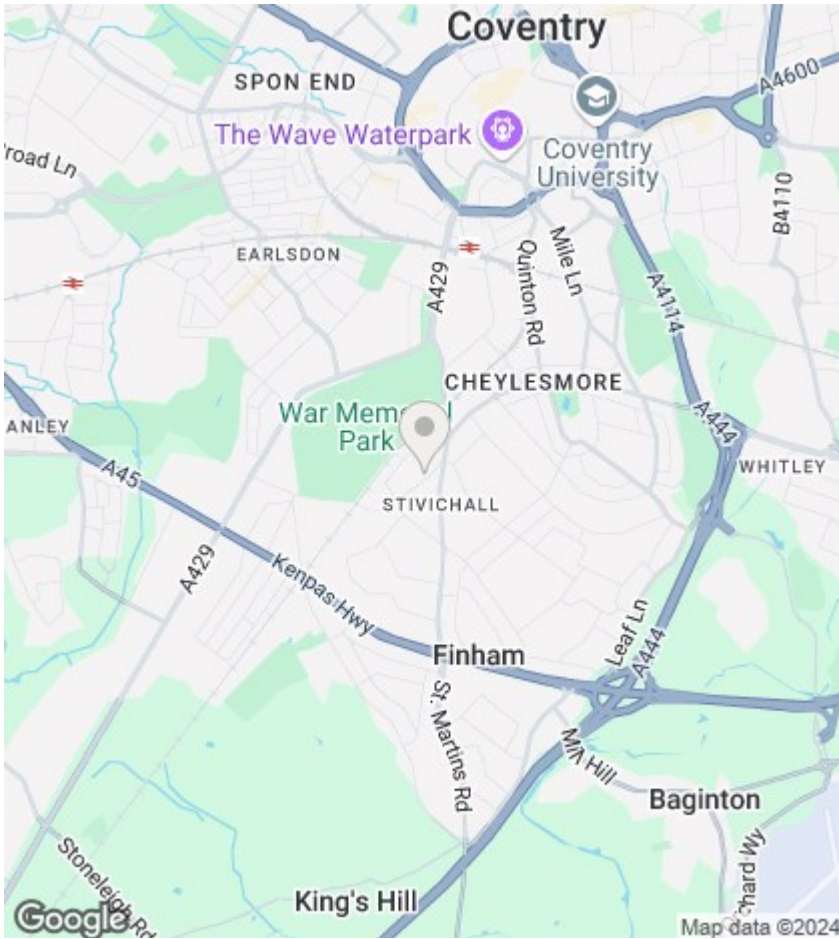 Coventry
A4600
SPON END
The Wave Waterpark
Coventry
University
road Ln
B4110
EARLSDON
A429
Quinton Rd
Mile Ln
A4114
CHEYLESMORE
War Memorial
Park
A444
ANLEY
WHITLEY
A45
STIVICHALL
A429
Kenpas Hwy
Leaf Ln
A444
Finham
St. Martins Rd
Mill Hill
Baginton
Stoneleigh Rd
King's Hill
rchard Wy
Google
Map data ©2024